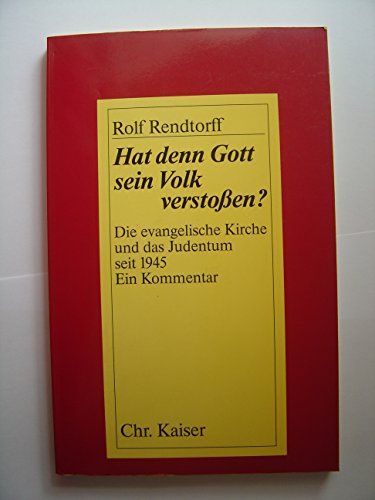 Rolf Rendtorff
Hat denn Gott
sein Volk
verstoßen?
Die evangelische Kirche
und das Judentum
seit 1945
Ein Kommentar
Chr. Kaiser